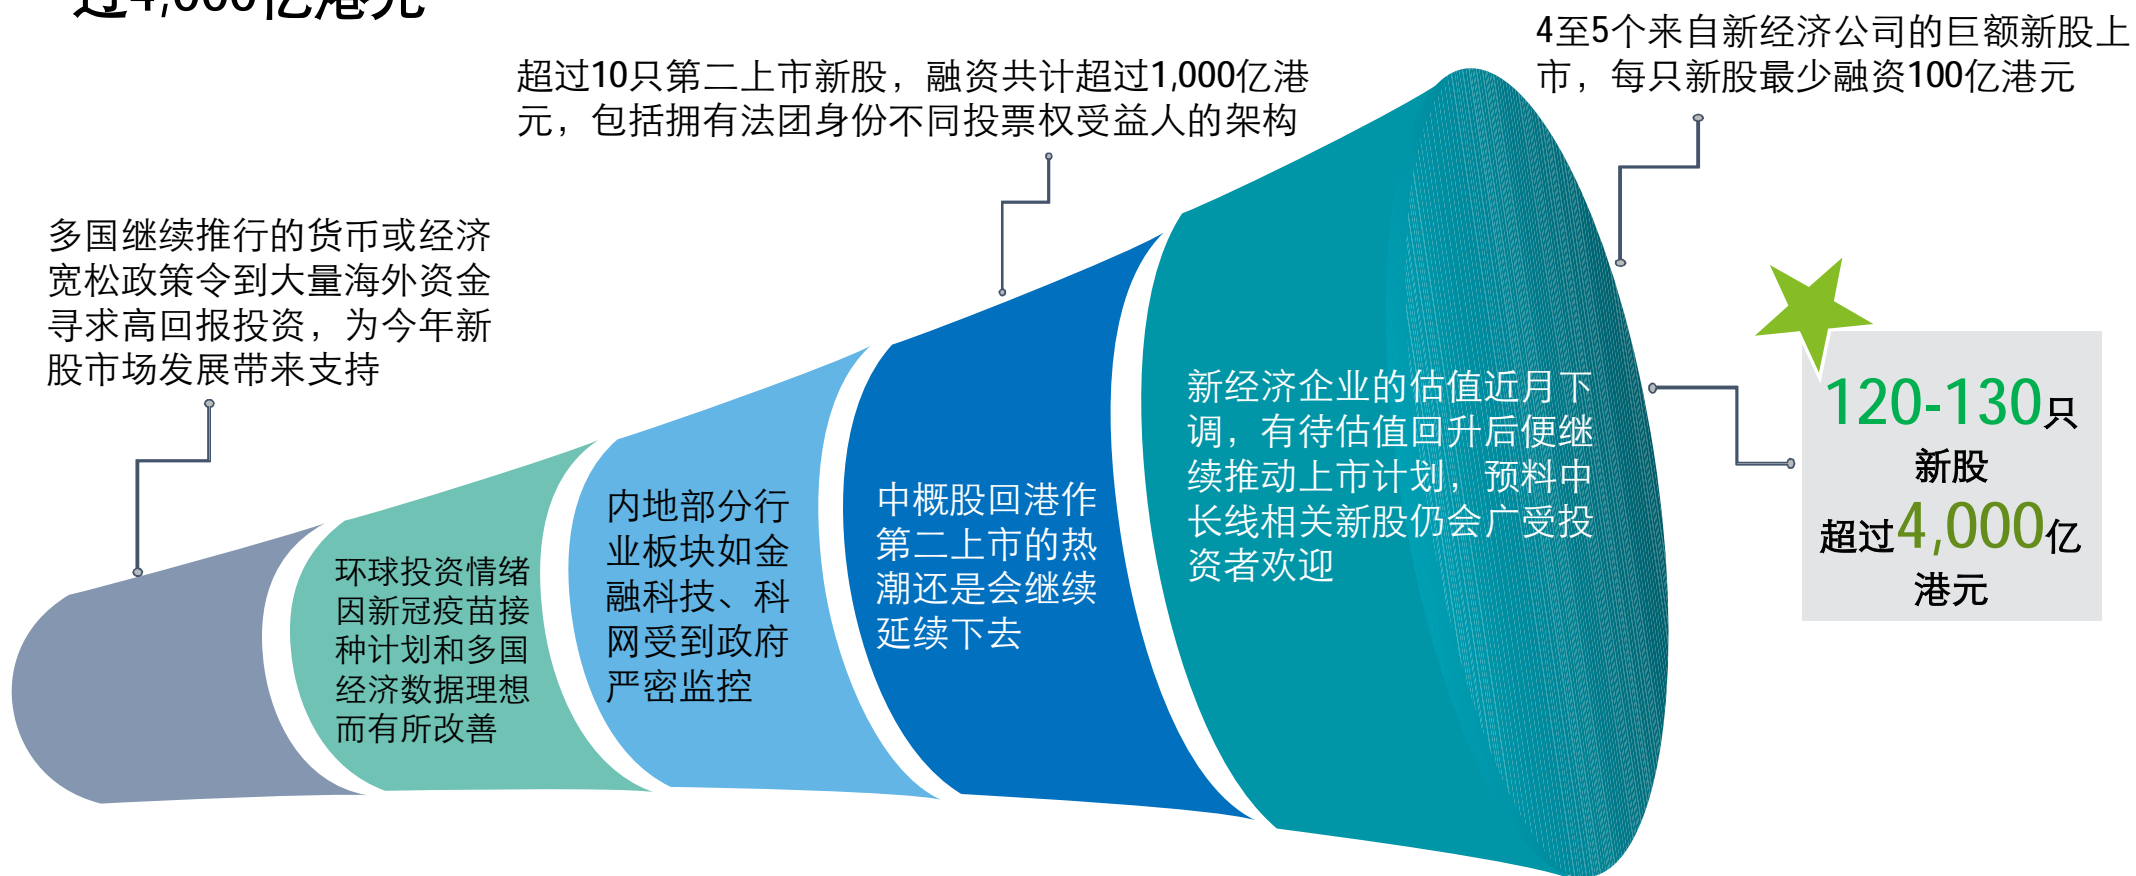 过4,000亿港元
4至5个来自新经济公司的巨额新股上
市，每只新股最少融资100亿港元
超过10只第二上市新股，融资共计超过1,000亿港
元，包括拥有法团身份不同投票权受益人的架构
多国继续推行的货币或经济
宽松政策令到大量海外资金
寻求高回报投资，为今年新
股市场发展带来支持
环球投资情绪
因新冠疫苗接
种计划和多国
经济数据理想
而有所改善
内地部分行
业板块如金
融科技、科
网受到政府
严密监控
中概股回港作
第二上市的热
潮还是会继续
延续下去
新经济企业的估值近月下
调，有待估值回升后便继
续推动上市计划，预料中
长线相关新股仍会广受投
资者欢迎
120-130只
新股
超过4,000亿
港元